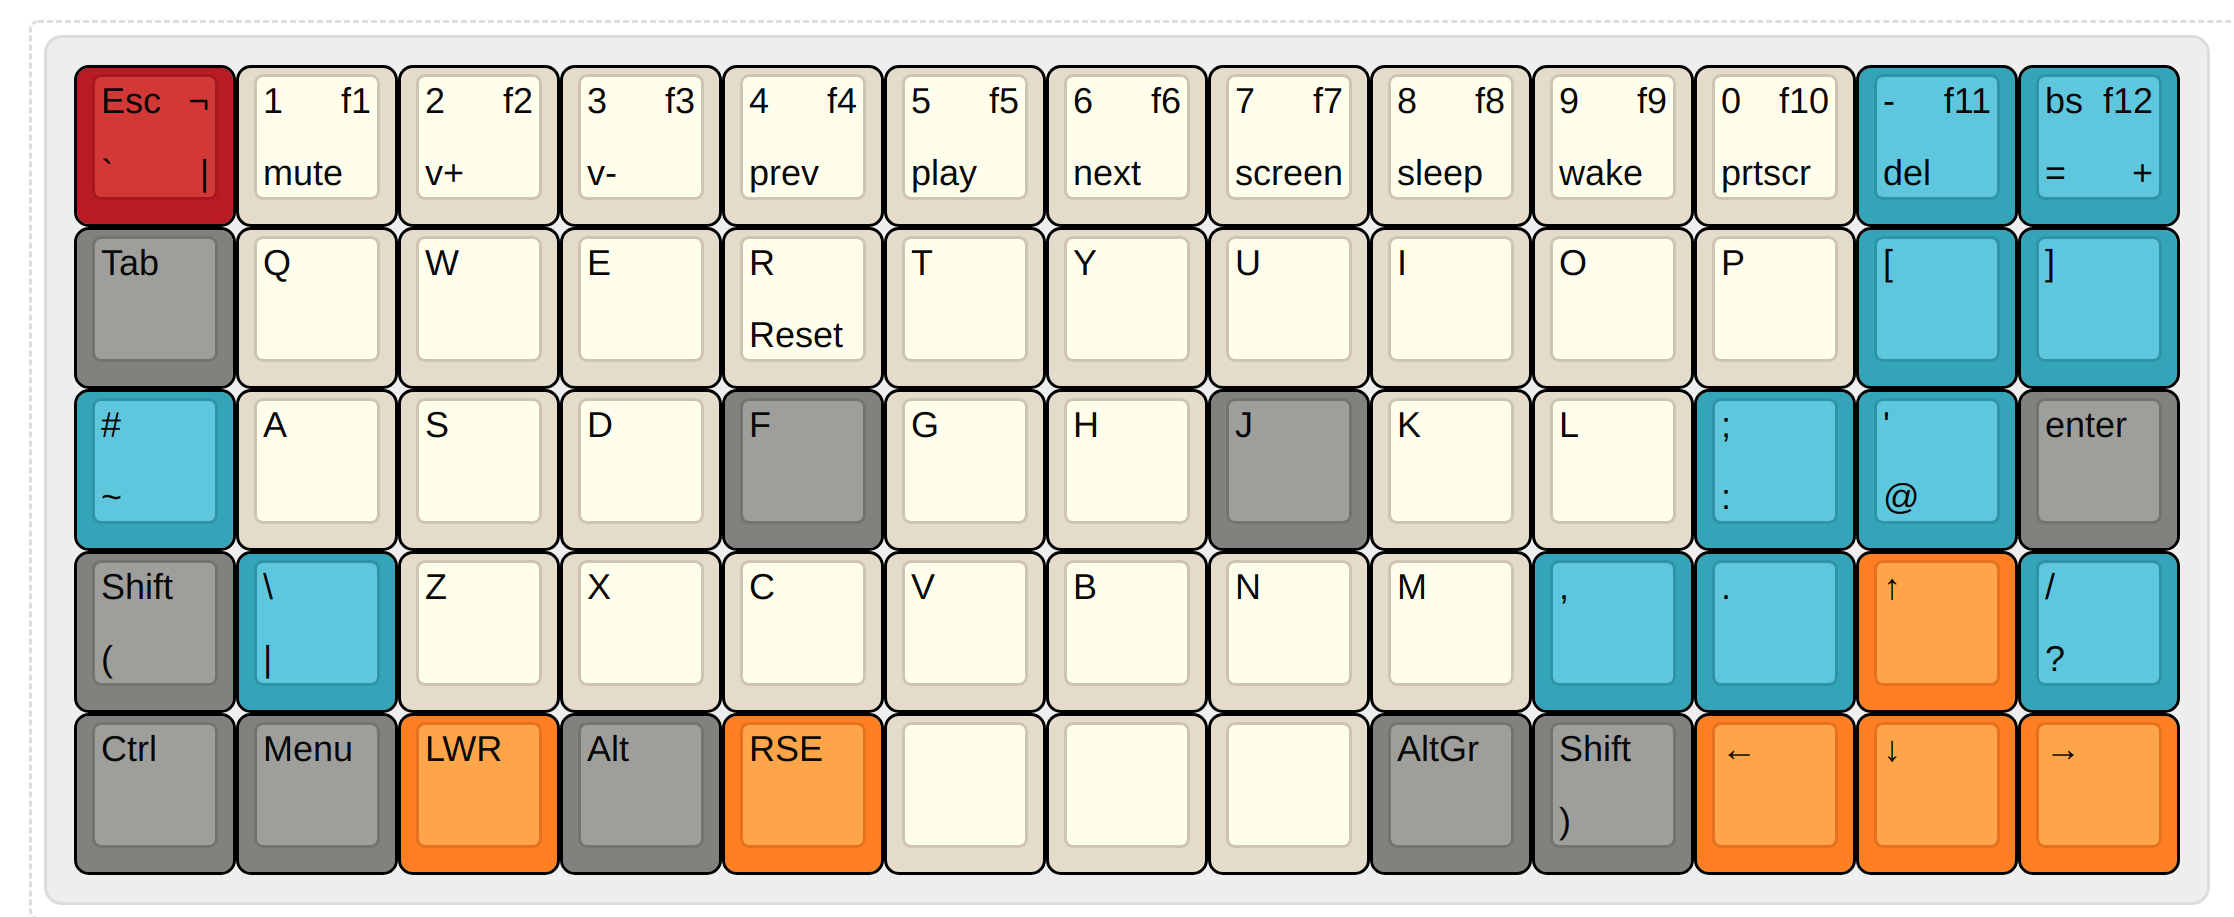 Esc ¬ 1 f1 2 f2 3 f3 4 f4 5 f5 6 f6 7 f7 8 f8 9 f9 0 f10 - f11 bs f12
` | mute v+ v- prev play next screen sleep wake prtscr del = +
Tab Q W E R T Y U I O P [ ]
Reset
# A S D F G H J K L ; ' enter
~ : @
Shift \ Z X C V B N M , . ↑ /
( | ?
Ctrl Menu LWR Alt RSE AltGr Shift ← ↓ →
)